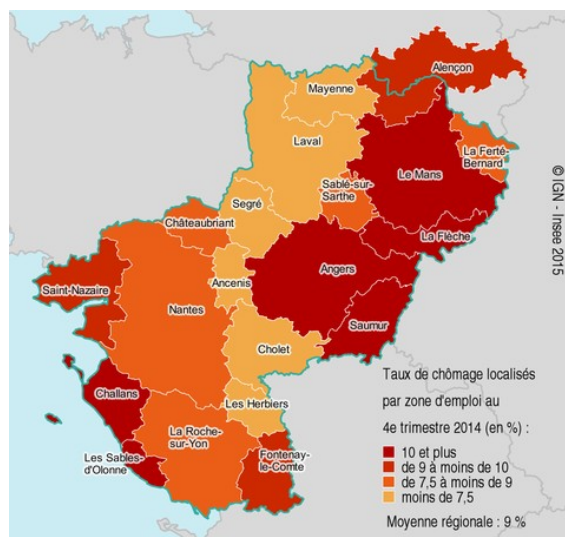 Alençon
Mayenne
Laval
La Ferté-
Bernard
Le Mans
Sablé-sur-
Sarthe
Segré
Châteaubriant
La Flèche
Angers
Ancenis
Saint-Nazaire
Nantes
Saumur
Cholet
Challans
Les Herbiers
La Roche-
sur-Yon
Les Sables-
d'Olonne
Fontenay-
le-Comte
© IGN - Insee 2015
Taux de chômage localisés
par zone d'emploi au
4e trimestre 2014 (en %) :
10 et plus
de 9 à moins de 10
de 7,5 à moins de 9
moins de 7,5
Moyenne régionale : 9 %